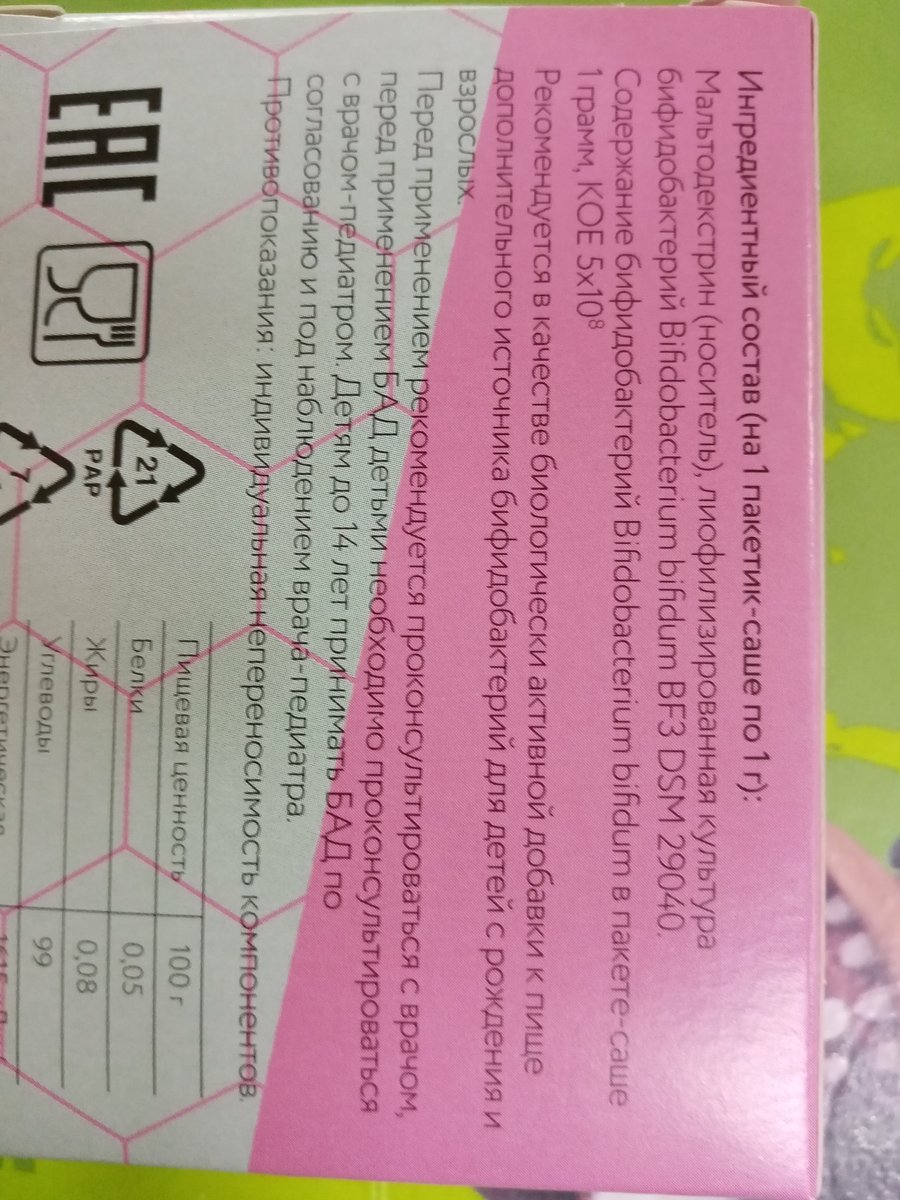 Ингредиентный состав (на 1 пакетик-саше по 1 г):
Мальтодекстрин (носитель), лиофилизированная культура
бифидобактерий Bifidobacterium bifidum BF3 DSM 29040.
Содержание бифидобактерий Bifidobacterium bifidum в пакете-саше
1 грамм, КОЕ 5x10⁸
Рекомендуется в качестве биологически активной добавки к пище
дополнительного источника бифидобактерий для детей с рождения и
взрослых.
Перед применением рекомендуется проконсультироваться с врачом,
перед применением БАД детьми необходимо проконсультироваться
с врачом-педиатром. Детям до 14 лет принимать БАД по
согласованию и под наблюдением врача-педиатра.
Противопоказания: индивидуальная непереносимость компонентов.
EAC
21
PAP
7
Пищевая ценность 100 г
Белки 0,05
Жиры 0,08
Углеводы 99
Энергетическая